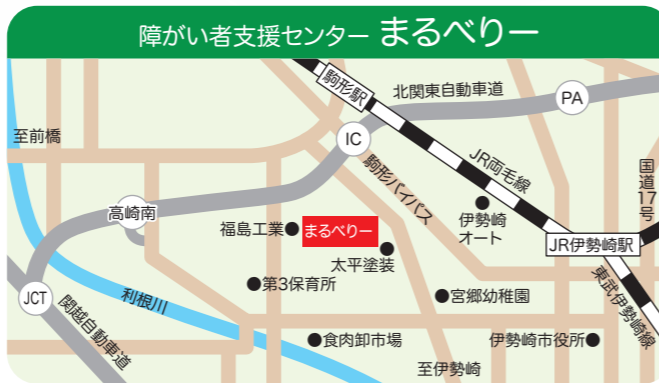 障がい者支援センター まるべりー
駒形駅
北関東自動車道
PA
至前橋
IC
JR両毛線
国道17号
駒形バイパス
高崎南
福島工業
まるべりー
伊勢崎
オート
JR伊勢崎駅
太平塗装
第3保育所
宮郷幼稚園
東武伊勢崎線
JCT
利根川
関越自動車道
食肉卸市場
伊勢崎市役所
至伊勢崎